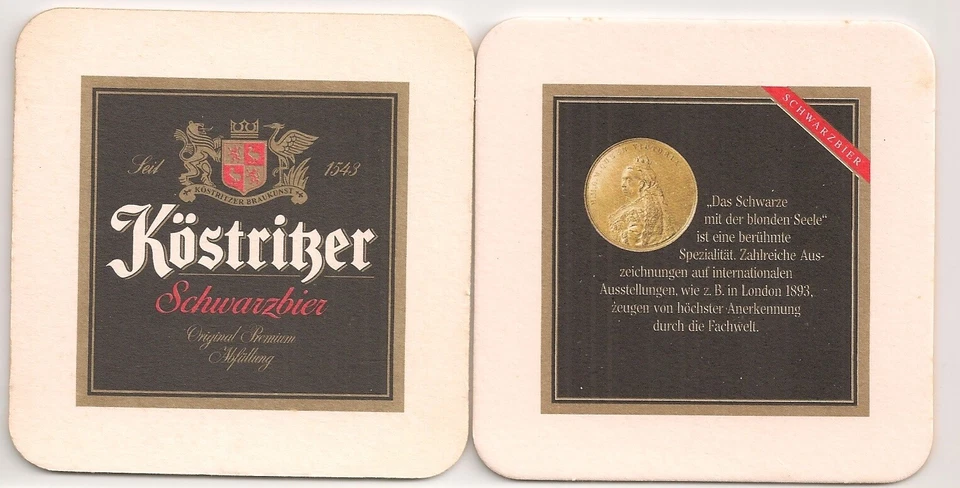 Seit 1543
KÖSTRITZER BRAUKUNST
Köstritzer
Schwarzbier
Original Premium
Abfüllung
SCHWARZBIER
„Das Schwarze
mit der blonden Seele“
ist eine berühmte
Spezialität. Zahlreiche Aus-
zeichnungen auf internationalen
Ausstellungen, wie z. B. in London 1893,
zeugen von höchster Anerkennung
durch die Fachwelt.